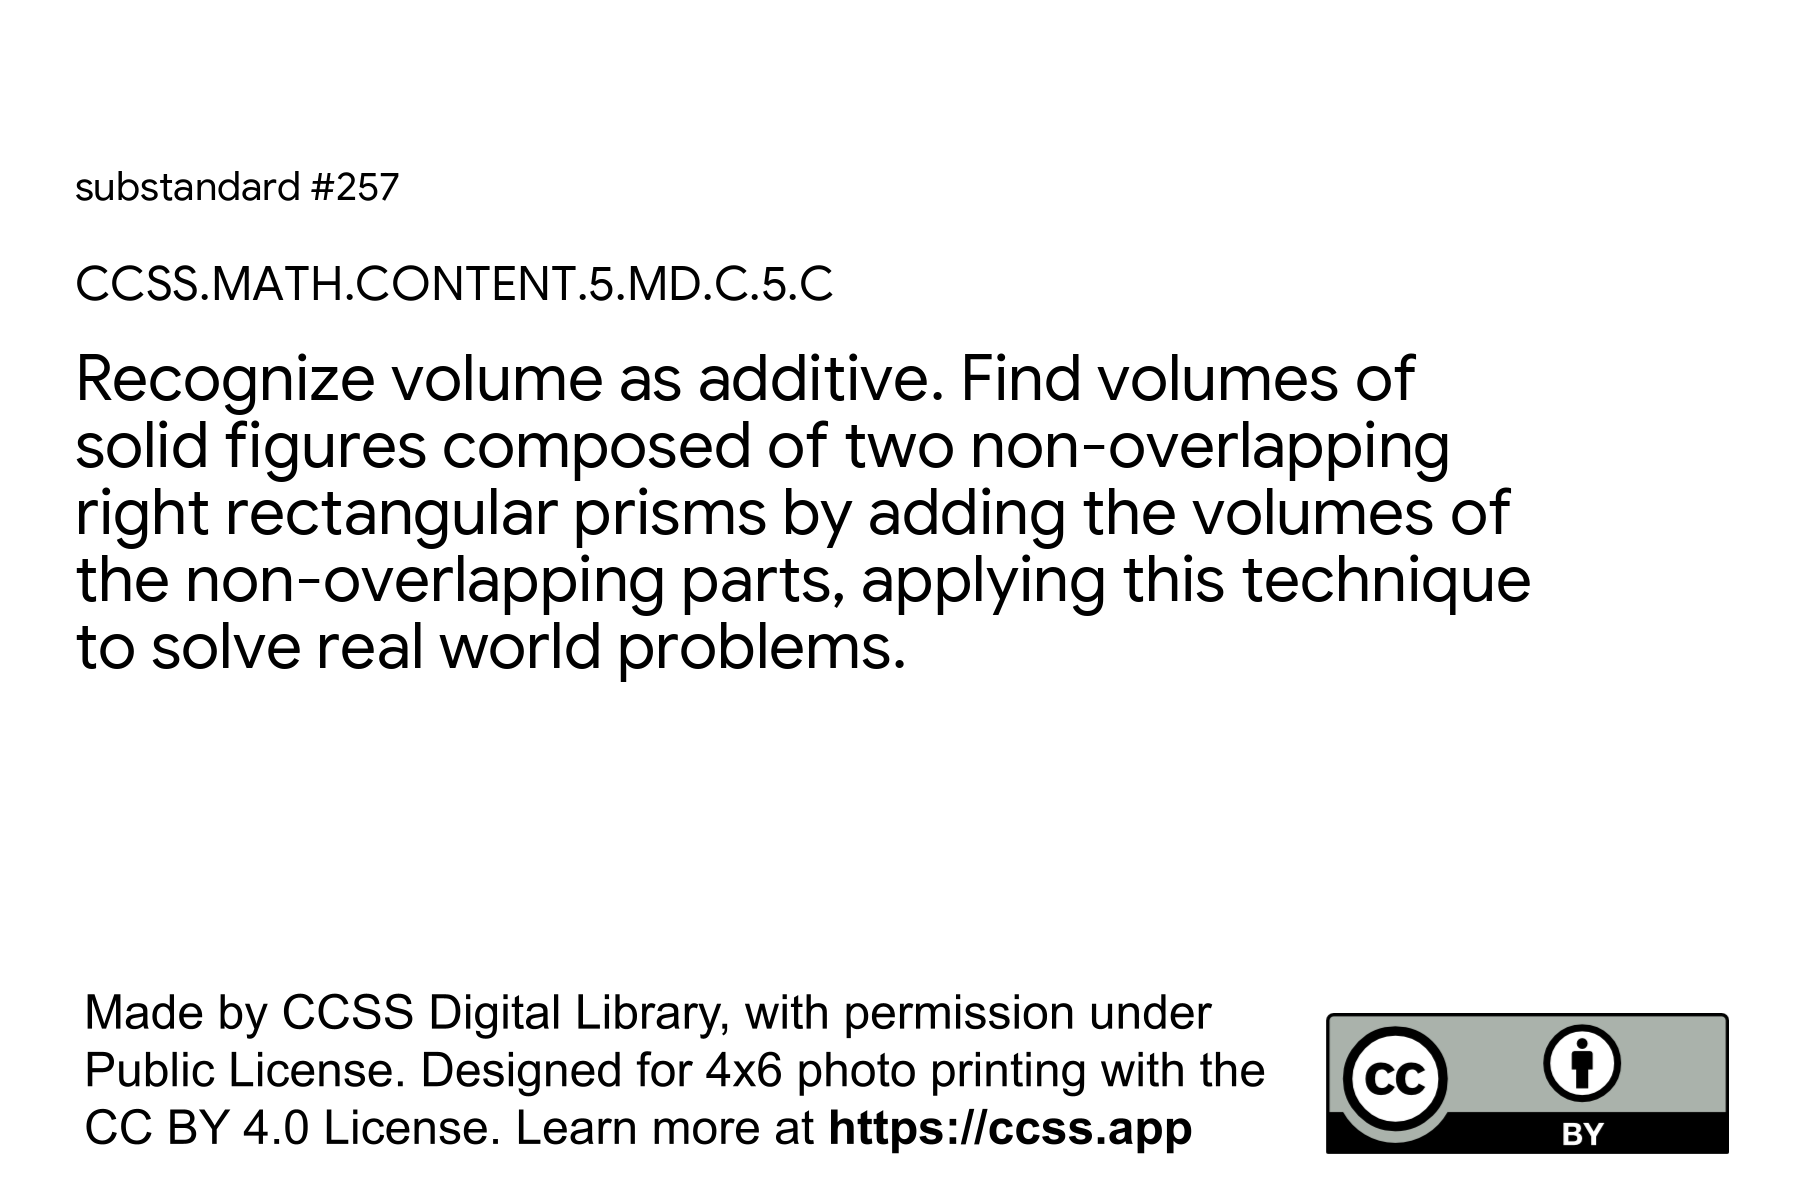 substandard #257
CCSS.MATH.CONTENT.5.MD.C.5.C
Recognize volume as additive. Find volumes of
solid figures composed of two non-overlapping
right rectangular prisms by adding the volumes of
the non-overlapping parts, applying this technique
to solve real world problems.
Made by CCSS Digital Library, with permission under
Public License. Designed for 4x6 photo printing with the
CC BY 4.0 License. Learn more at https://ccss.app
CC
BY